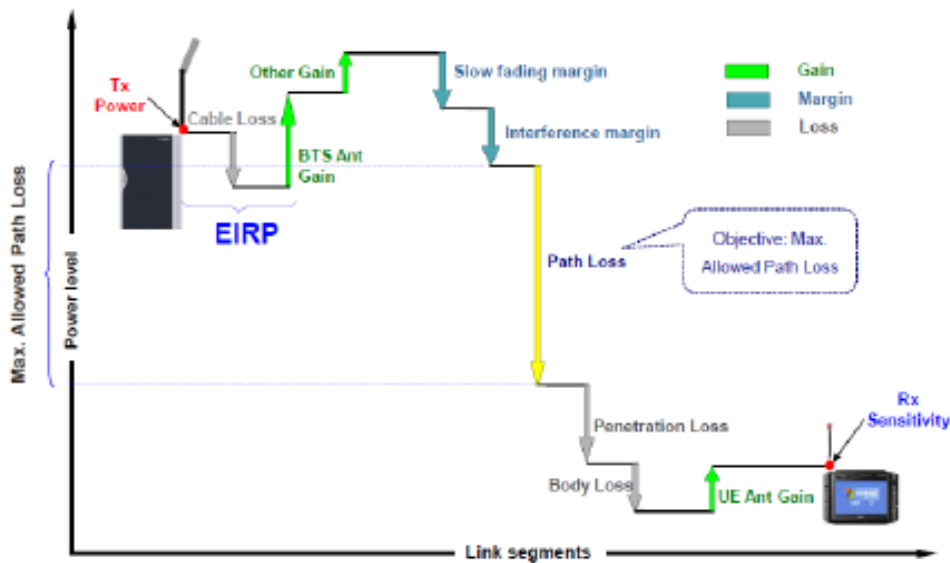 Other Gain
Slow fading margin
Gain
Tx
Power
Margin
Cable Loss
Interference margin
Loss
BTS Ant
Gain
EIRP
Max. Allowed Path Loss
Power level
Path Loss
Objective: Max.
Allowed Path Loss
Rx
Sensitivity
Penetration Loss
Body Loss
UE Ant Gain
Link segments